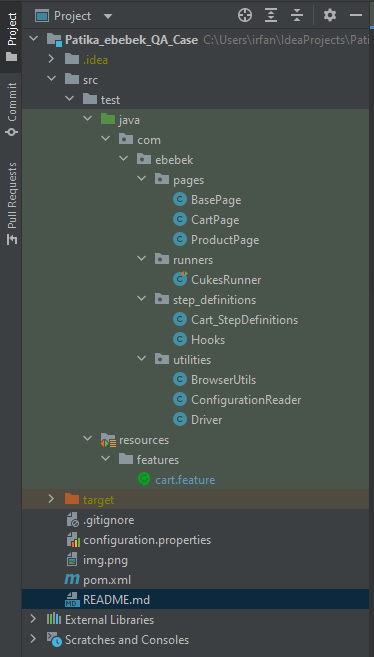 Project
Patika_ebebek_QA_Case C:\Users\irfan\IdeaProjects\Pati
.idea
src
test
java
com
ebebek
pages
BasePage
CartPage
ProductPage
runners
CukesRunner
step_definitions
Cart_StepDefinitions
Hooks
utilities
BrowserUtils
ConfigurationReader
Driver
resources
features
cart.feature
target
.gitignore
configuration.properties
img.png
pom.xml
README.md
External Libraries
Scratches and Consoles
Project
Commit
Pull Requests